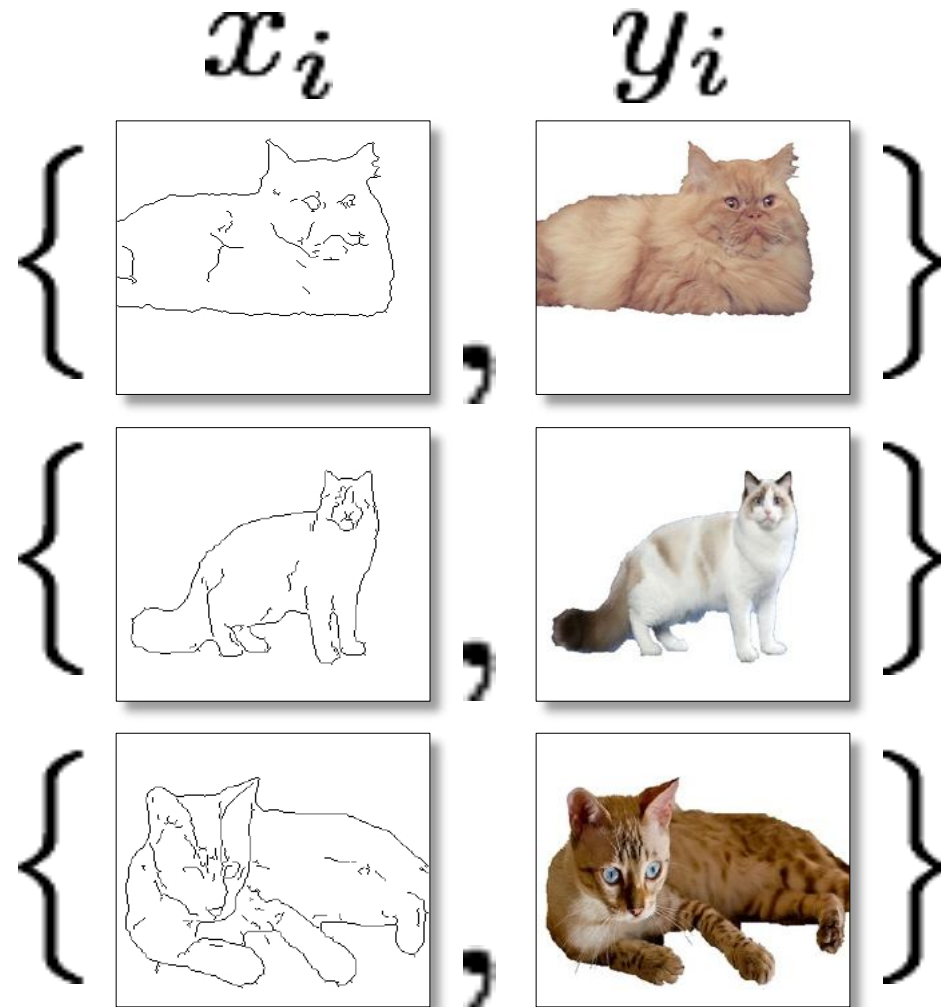 x_i y_i
{ , }
{ , }
{ , }